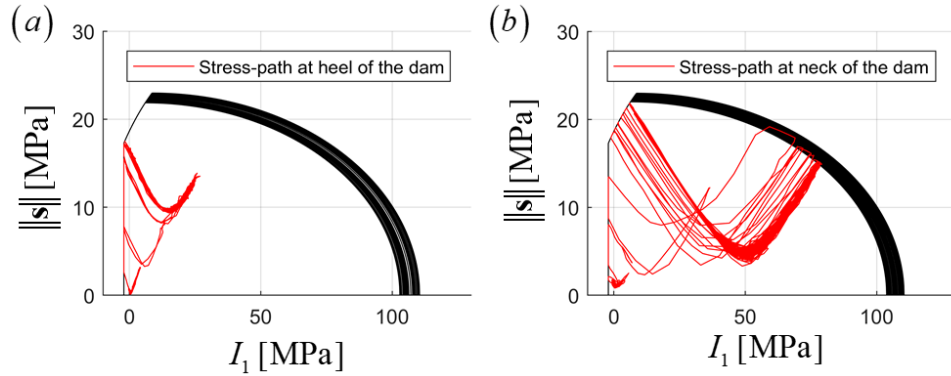 (a)
30
20
10
0
0 50 100
||s|| [MPa]
I₁ [MPa]
Stress-path at heel of the dam
(b)
30
20
10
0
0 50 100
||s|| [MPa]
I₁ [MPa]
Stress-path at neck of the dam